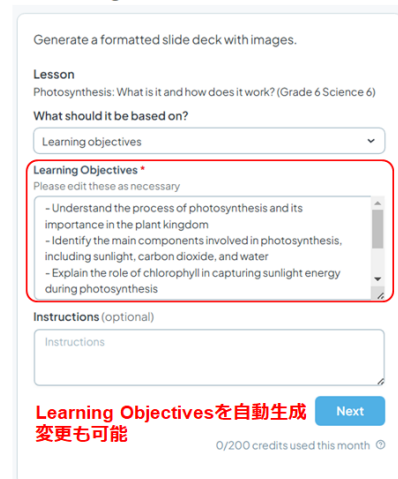 Generate a formatted slide deck with images.
Lesson
Photosynthesis: What is it and how does it work? (Grade 6 Science 6)
What should it be based on?
Learning objectives
Learning Objectives *
Please edit these as necessary
- Understand the process of photosynthesis and its
importance in the plant kingdom
- Identify the main components involved in photosynthesis,
including sunlight, carbon dioxide, and water
- Explain the role of chlorophyll in capturing sunlight energy
during photosynthesis
Instructions (optional)
Instructions
Learning Objectivesを自動生成
変更も可能
Next
0/200 credits used this month